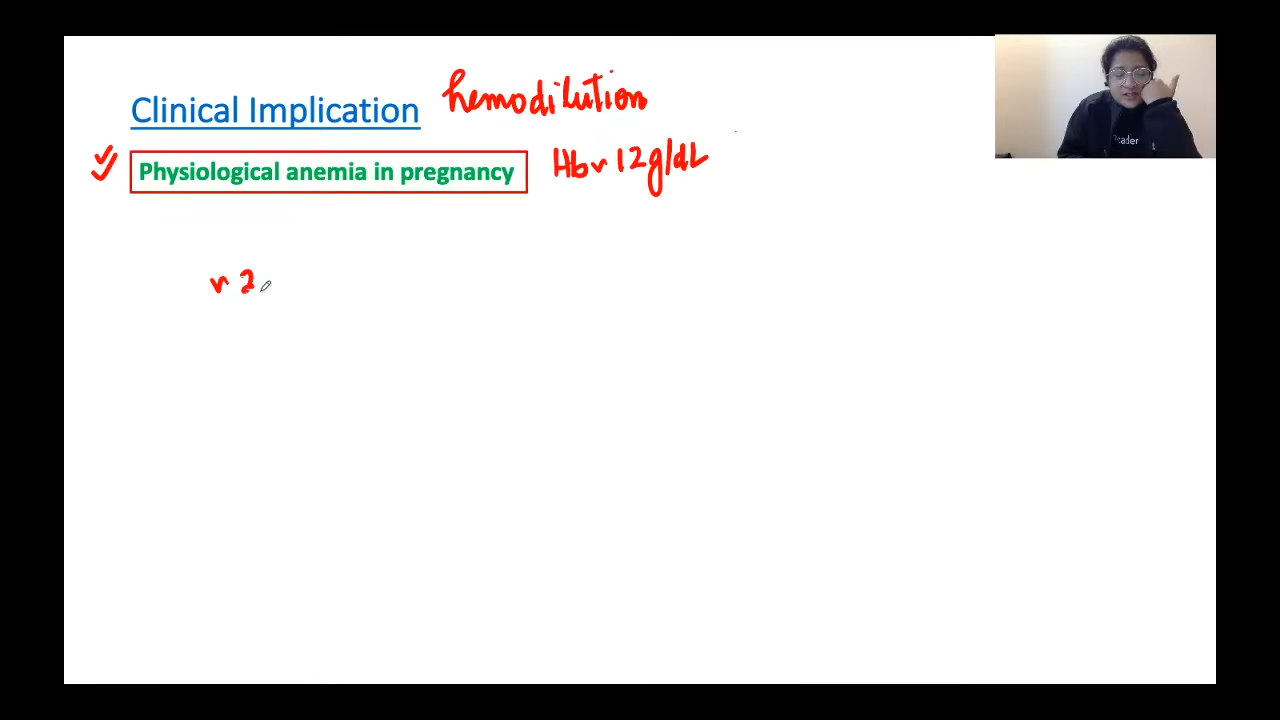 Clinical Implication hemodilution
Physiological anemia in pregnancy Hb ~ 12g/dL
~ 2